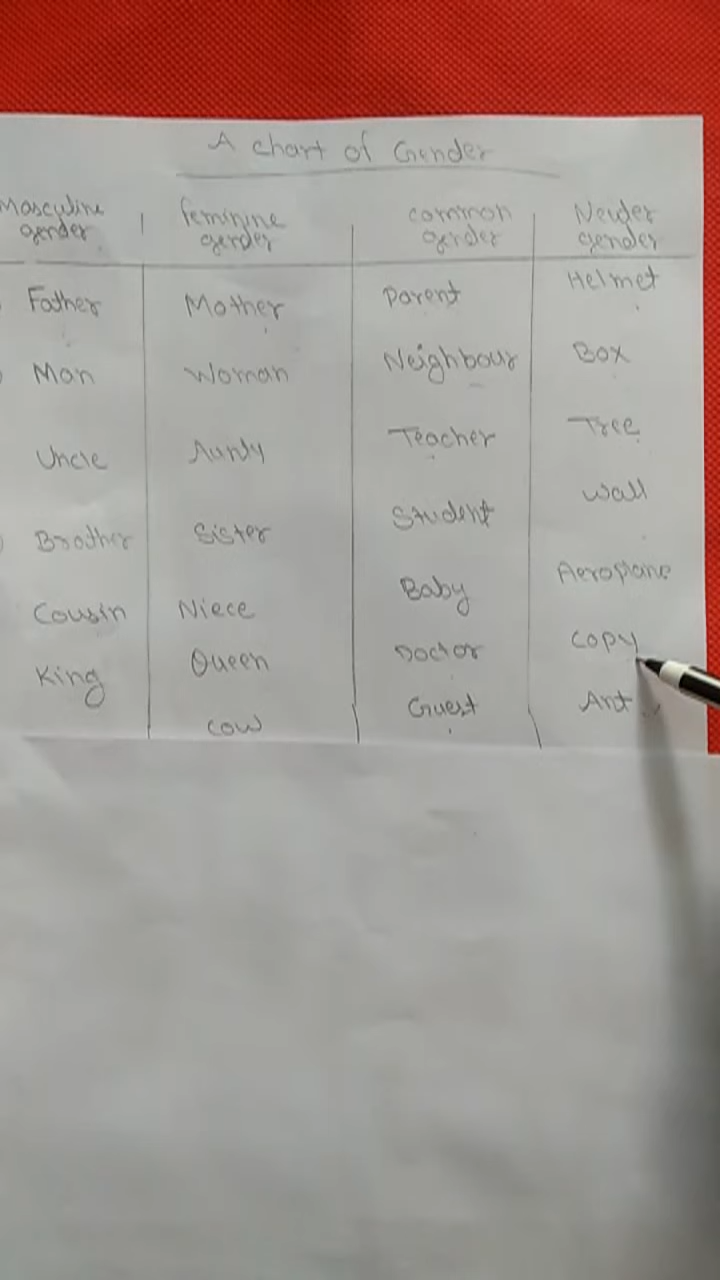 A chart of Gender
Masculine gender
feminine gender
common gender
Neuter gender
Father
Mother
Parent
Helmet
Man
Woman
Neighbour
Box
Uncle
Aunty
Teacher
Tree
Brother
Sister
Student
Wall
Cousin
Niece
Baby
Aeroplane
King
Queen
Doctor
Copy
Cow
Guest
Art